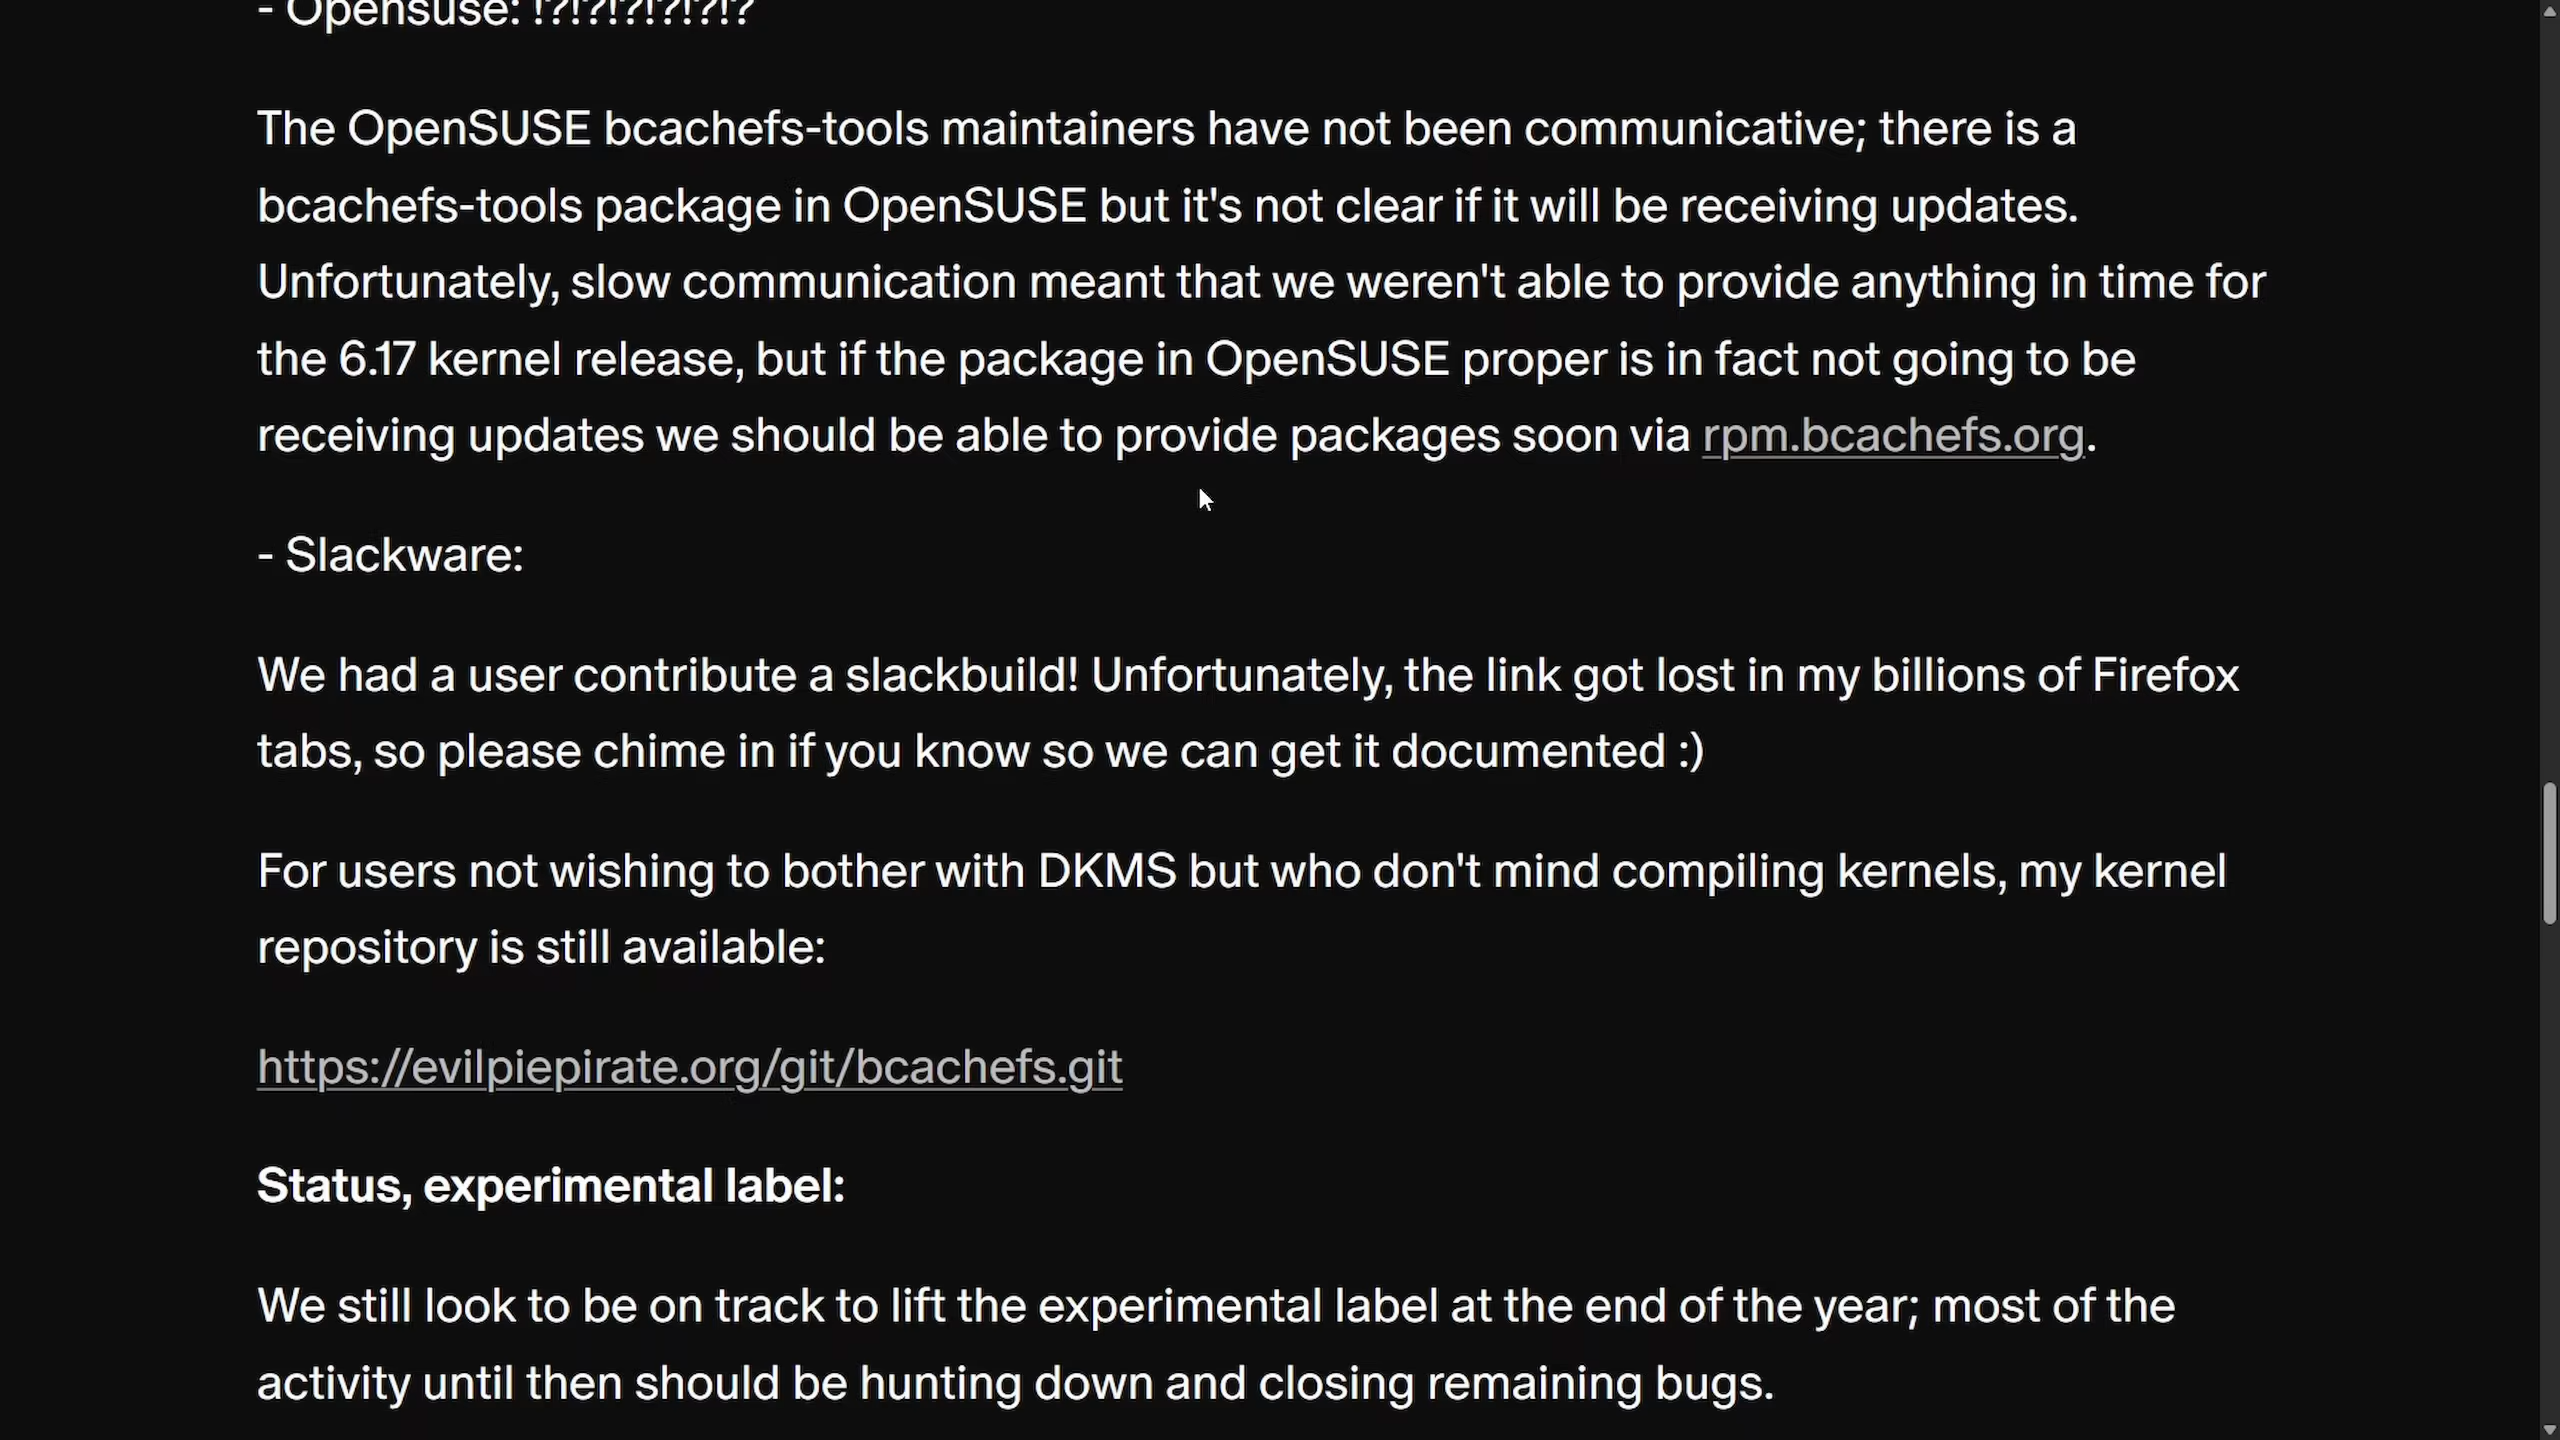 - Opensuse: !?!?!?!?!?!?
The OpenSUSE bcachefs-tools maintainers have not been communicative; there is a
bcachefs-tools package in OpenSUSE but it's not clear if it will be receiving updates.
Unfortunately, slow communication meant that we weren't able to provide anything in time for
the 6.17 kernel release, but if the package in OpenSUSE proper is in fact not going to be
receiving updates we should be able to provide packages soon via rpm.bcachefs.org.
- Slackware:
We had a user contribute a slackbuild! Unfortunately, the link got lost in my billions of Firefox
tabs, so please chime in if you know so we can get it documented :)
For users not wishing to bother with DKMS but who don't mind compiling kernels, my kernel
repository is still available:
https://evilpiepirate.org/git/bcachefs.git
Status, experimental label:
We still look to be on track to lift the experimental label at the end of the year; most of the
activity until then should be hunting down and closing remaining bugs.